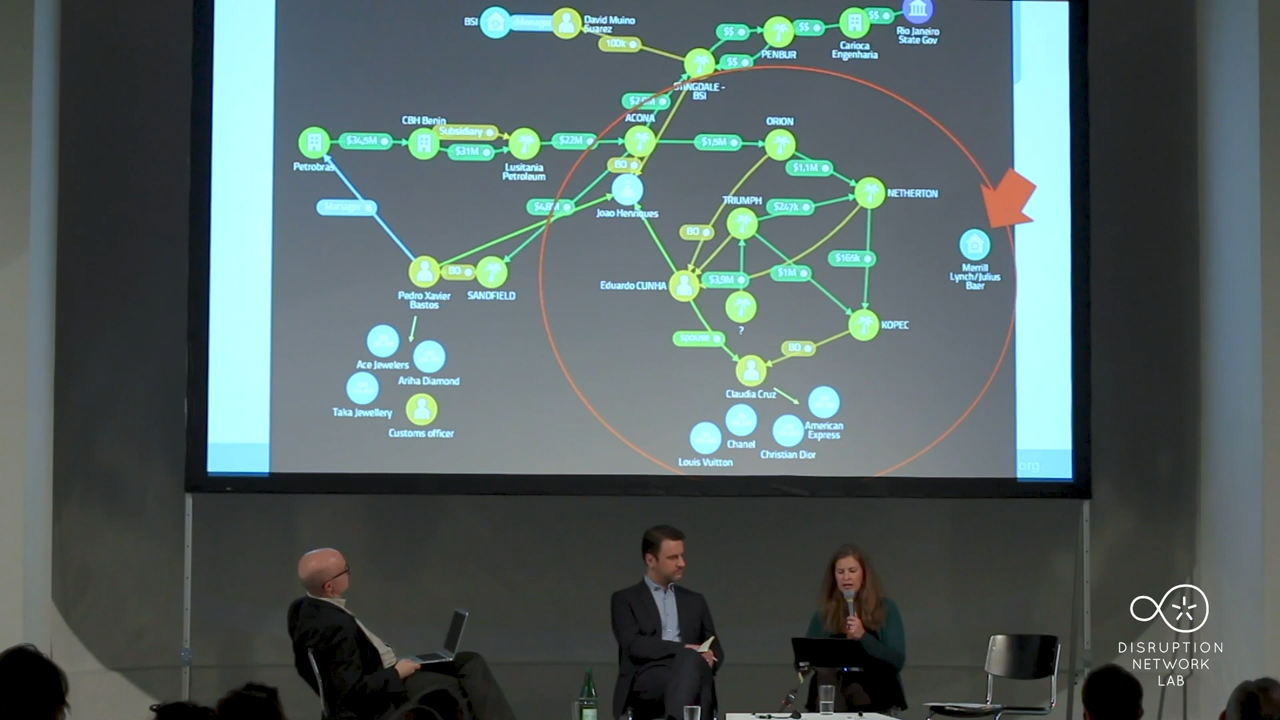 BSI
Manager
David Muino
Suarez
100k
$$
$$
PENBUR
$$
Carioca
Engenharia
$$
Rio Janeiro
State Gov
BSI
ACONA
ORION
CBH Benin
Petrobras
$34,5M
Subsidiary
$31M
Lusitania
Petroleum
$22M
$1,5M
$1,1M
BO
Joao Henriques
NETHERTON
TRIUMPH
$247k
Manager
BO
$165k
Merrill
Lynch/Julius
Baer
Eduardo CUNHA
$3,9M
$1M
BO
Pedro Xavier
Bastos
SANDFIELD
?
KOPEC
spouse
BO
Ace Jewelers
Ariha Diamond
Taka Jewellery
Customs officer
Claudia Cruz
American
Express
Chanel
Christian Dior
Louis Vuitton
org
DISRUPTION
NETWORK
LAB